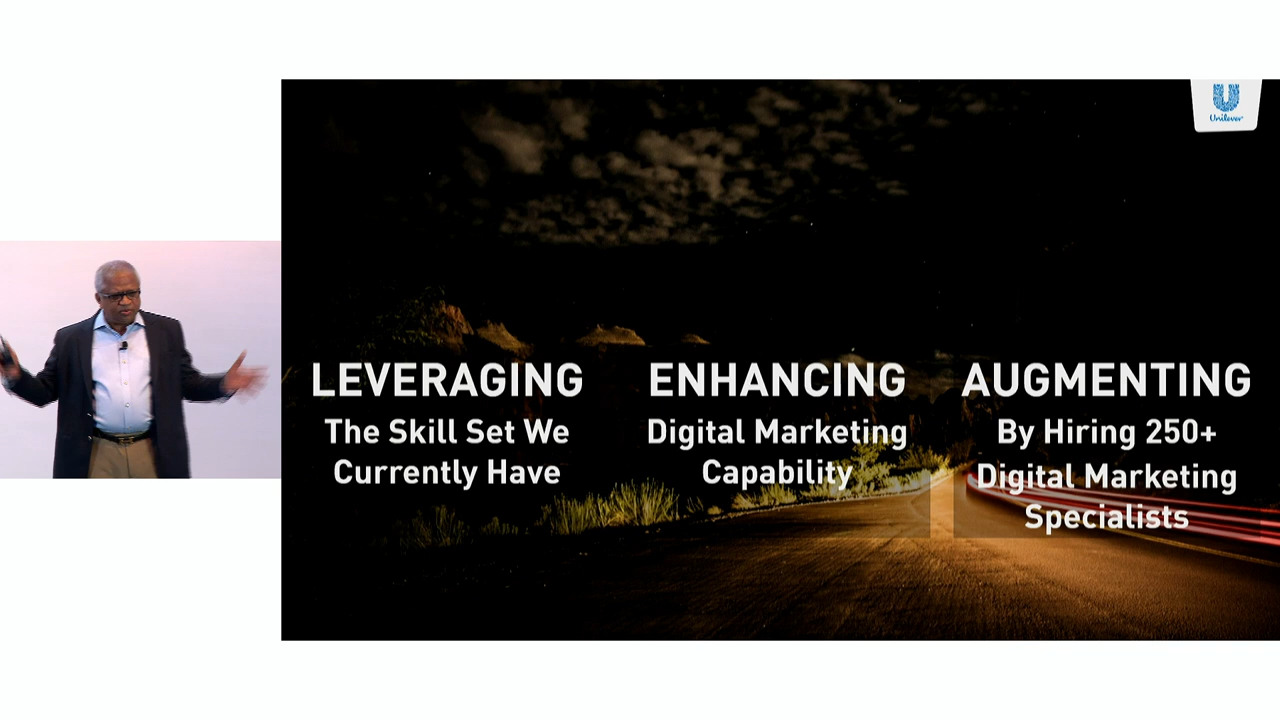 U
Unilever
LEVERAGING
The Skill Set We
Currently Have
ENHANCING
Digital Marketing
Capability
AUGMENTING
By Hiring 250+
Digital Marketing
Specialists